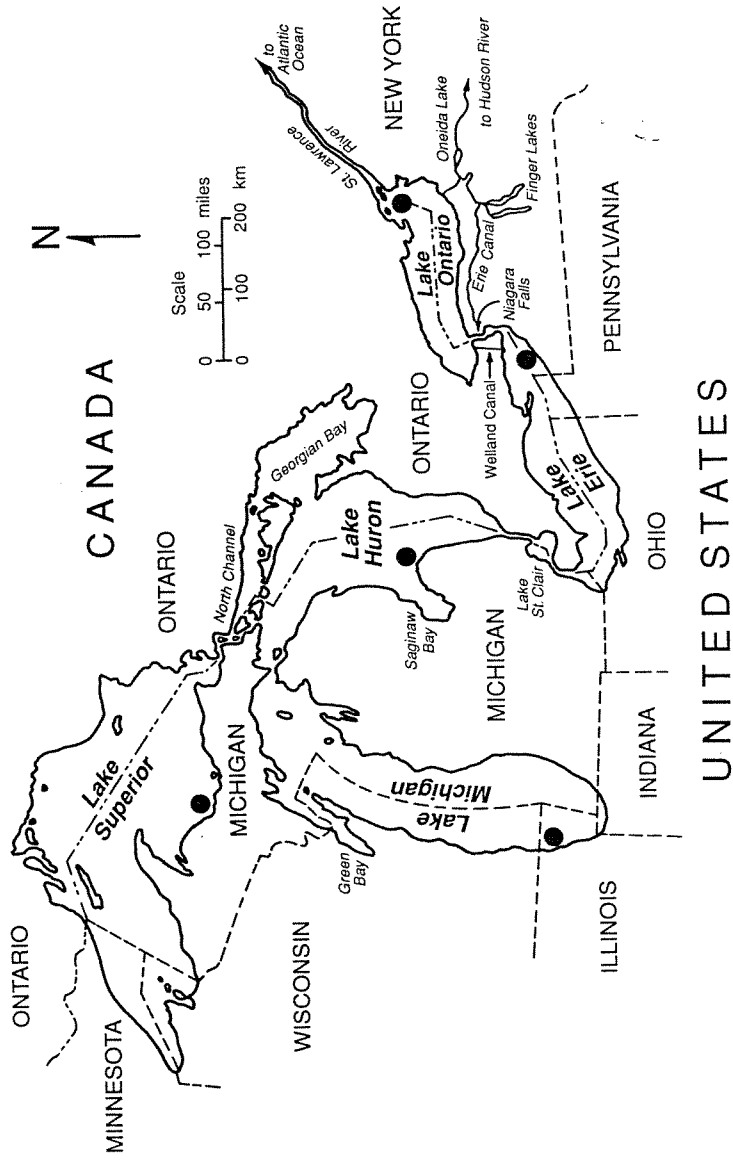 CANADA
N
Scale
0 50 100 miles
0 100 200 km
to
Atlantic
Ocean
St. Lawrence
River
ONTARIO
ONTARIO
MINNESOTA
Lake
Superior
North Channel
Georgian Bay
MICHIGAN
Lake
Huron
ONTARIO
Lake
Ontario
NEW YORK
Oneida Lake
to Hudson River
Erie Canal
Finger Lakes
Niagara
Falls
Welland Canal
Green
Bay
WISCONSIN
Lake
Michigan
Saginaw
Bay
MICHIGAN
Lake
St. Clair
Lake
Erie
PENNSYLVANIA
ILLINOIS
INDIANA
OHIO
UNITED STATES